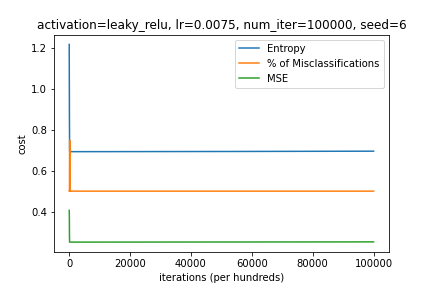 activation=leaky_relu, lr=0.0075, num_iter=100000, seed=6
Entropy
% of Misclassifications
MSE
1.2
1.0
0.8
0.6
0.4
cost
0 20000 40000 60000 80000 100000
iterations (per hundreds)